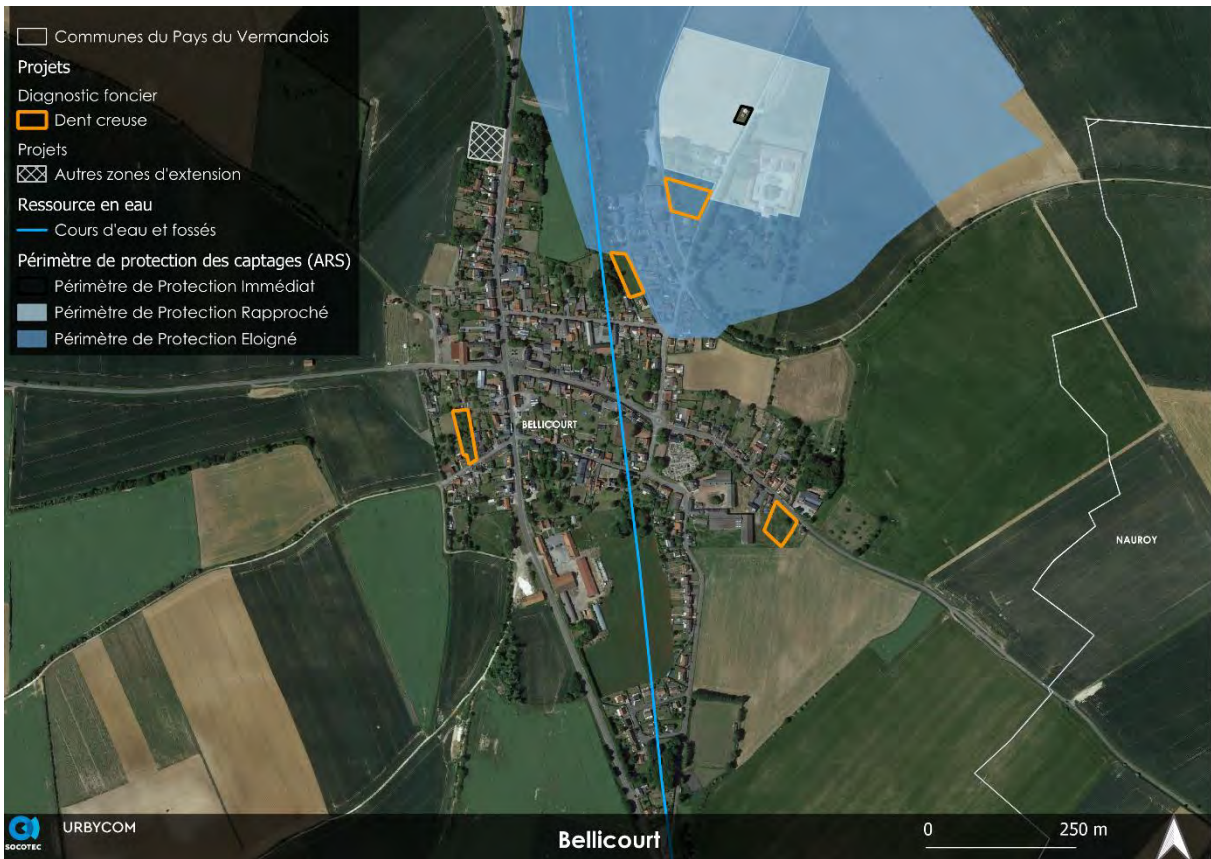 Communes du Pays du Vermandois
Projets
Diagnostic foncier
Dent creuse
Projets
Autres zones d'extension
Ressource en eau
Cours d'eau et fossés
Périmètre de protection des captages (ARS)
Périmètre de Protection Immédiat
Périmètre de Protection Rapproché
Périmètre de Protection Eloigné
BELLICOURT
NAUROY
SOCOTEC
URBYCOM
Bellicourt
0
250 m